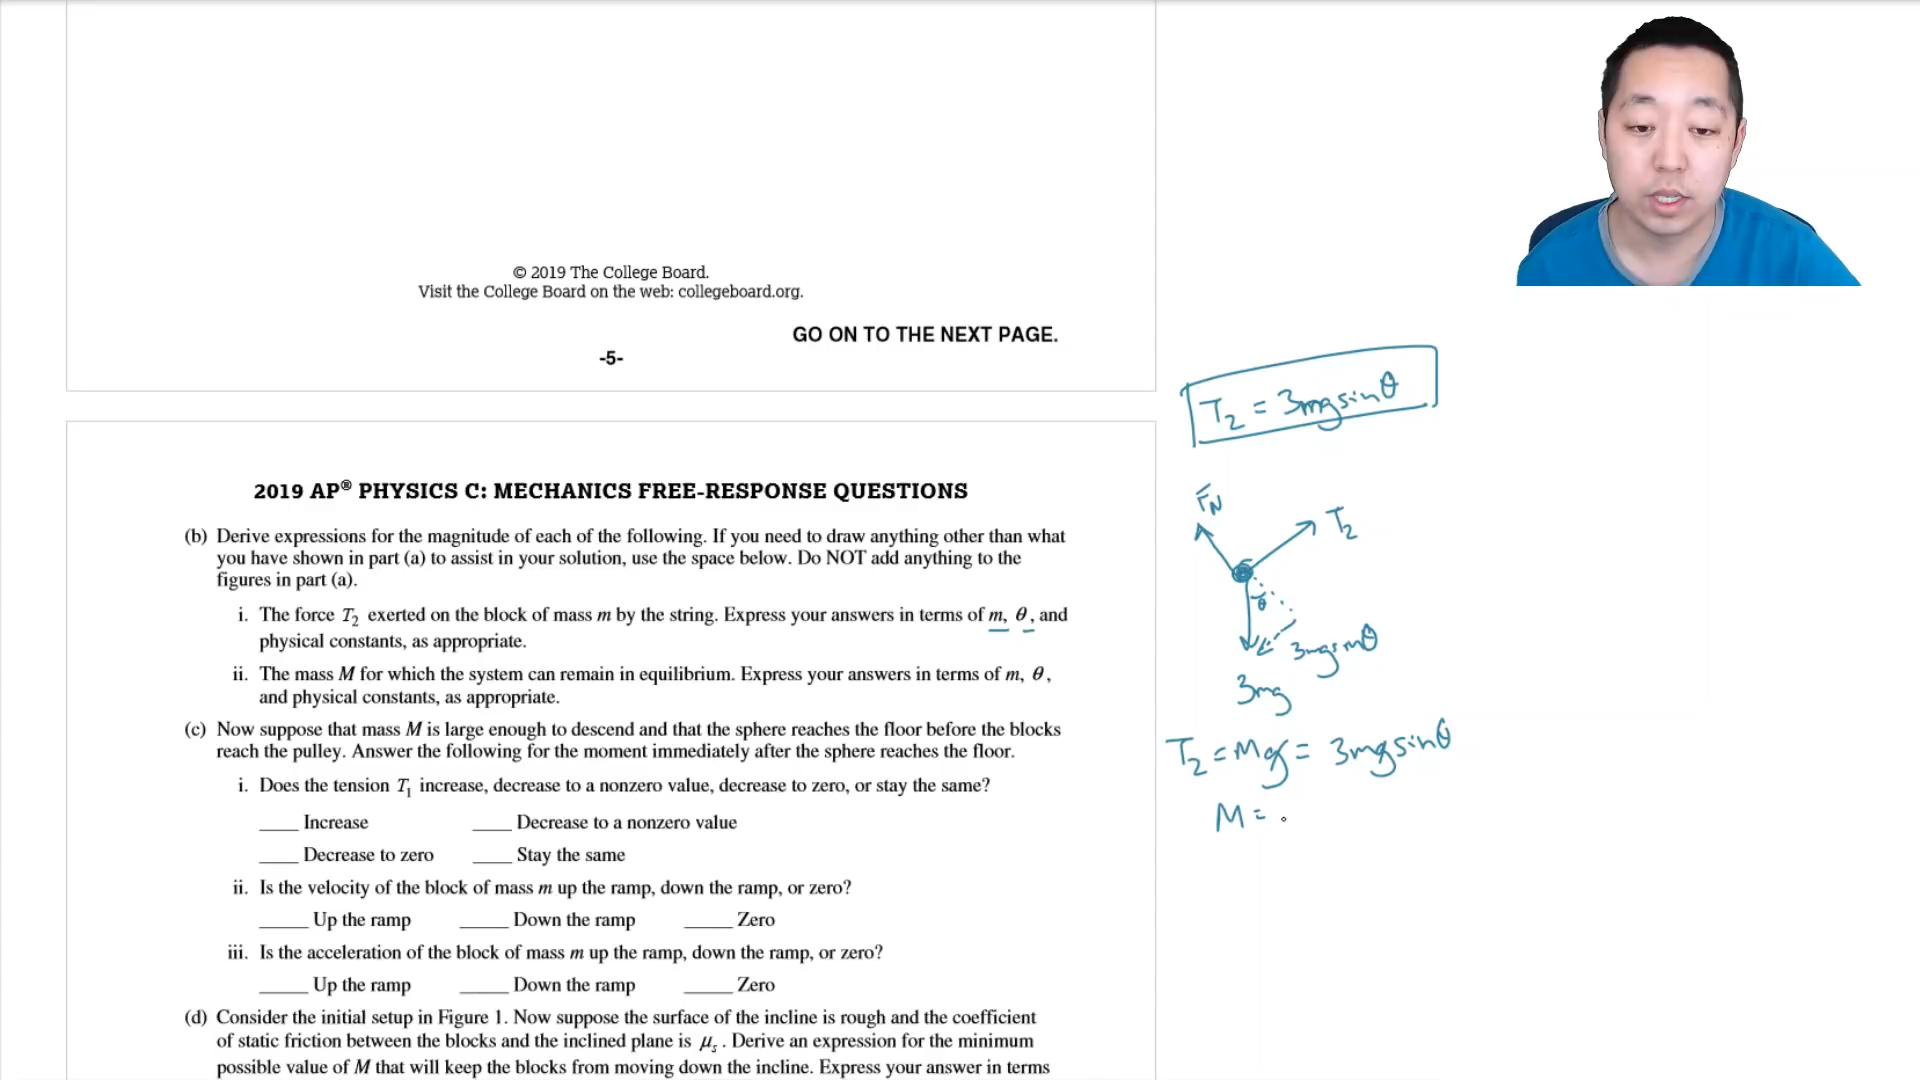 © 2019 The College Board.
Visit the College Board on the web: collegeboard.org.
GO ON TO THE NEXT PAGE.
-5-
2019 AP® PHYSICS C: MECHANICS FREE-RESPONSE QUESTIONS
(b) Derive expressions for the magnitude of each of the following. If you need to draw anything other than what
you have shown in part (a) to assist in your solution, use the space below. Do NOT add anything to the
figures in part (a).
i. The force T₂ exerted on the block of mass m by the string. Express your answers in terms of m, θ, and
physical constants, as appropriate.
ii. The mass M for which the system can remain in equilibrium. Express your answers in terms of m, θ,
and physical constants, as appropriate.
(c) Now suppose that mass M is large enough to descend and that the sphere reaches the floor before the blocks
reach the pulley. Answer the following for the moment immediately after the sphere reaches the floor.
i. Does the tension T₁ increase, decrease to a nonzero value, decrease to zero, or stay the same?
____ Increase ____ Decrease to a nonzero value
____ Decrease to zero ____ Stay the same
ii. Is the velocity of the block of mass m up the ramp, down the ramp, or zero?
_____ Up the ramp _____ Down the ramp _____ Zero
iii. Is the acceleration of the block of mass m up the ramp, down the ramp, or zero?
_____ Up the ramp _____ Down the ramp _____ Zero
(d) Consider the initial setup in Figure 1. Now suppose the surface of the incline is rough and the coefficient
of static friction between the blocks and the inclined plane is μₛ. Derive an expression for the minimum
possible value of M that will keep the blocks from moving down the incline. Express your answer in terms
T₂ = 3mg sin θ
F_N
T₂
θ
3mg sin θ
3mg
T₂ = Mg = 3mg sin θ
M =